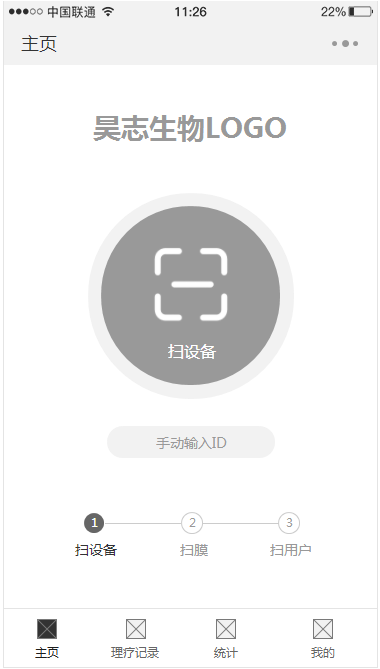 中国联通 11:26 22%
主页
昊志生物LOGO
扫设备
手动输入ID
1 2 3
扫设备 扫膜 扫用户
主页 理疗记录 统计 我的